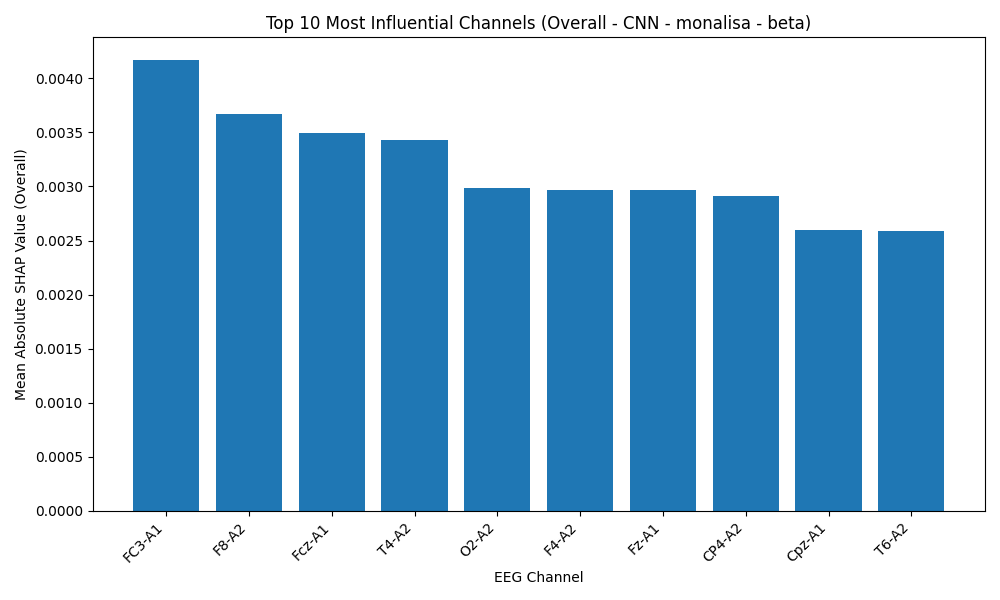 Top 10 Most Influential Channels (Overall - CNN - monalisa - beta)
Mean Absolute SHAP Value (Overall)
0.0040
0.0035
0.0030
0.0025
0.0020
0.0015
0.0010
0.0005
0.0000
FC3-A1
F8-A2
Fcz-A1
T4-A2
O2-A2
F4-A2
Fz-A1
CP4-A2
Cpz-A1
T6-A2
EEG Channel